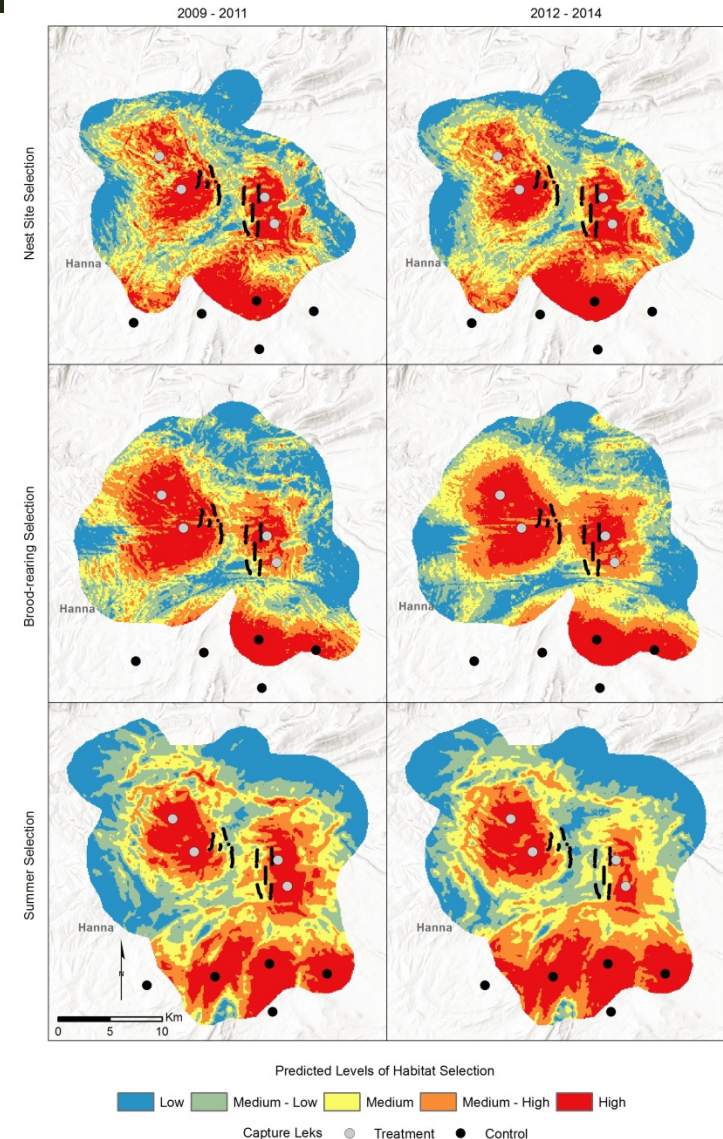 2009 - 2011
2012 - 2014
Nest Site Selection
Hanna
Hanna
Brood-rearing Selection
Hanna
Hanna
Summer Selection
Hanna
Hanna
N
Km
0 5 10
Predicted Levels of Habitat Selection
Low Medium - Low Medium Medium - High High
Capture Leks Treatment Control